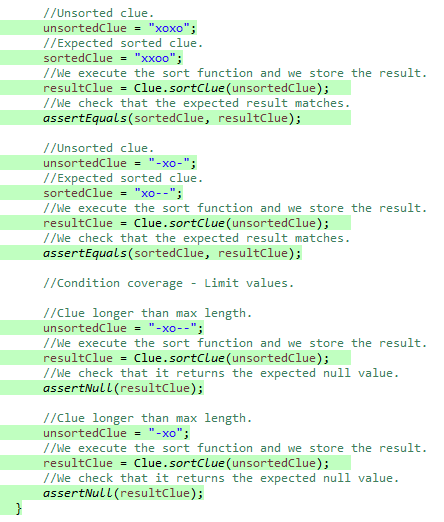 //Unsorted clue.
unsortedClue = "xoxo";
//Expected sorted clue.
sortedClue = "xxoo";
//We execute the sort function and we store the result.
resultClue = Clue.sortClue(unsortedClue);
//We check that the expected result matches.
assertEquals(sortedClue, resultClue);
//Unsorted clue.
unsortedClue = "-xo-";
//Expected sorted clue.
sortedClue = "xo--";
//We execute the sort function and we store the result.
resultClue = Clue.sortClue(unsortedClue);
//We check that the expected result matches.
assertEquals(sortedClue, resultClue);
//Condition coverage - Limit values.
//Clue longer than max length.
unsortedClue = "-xo--";
//We execute the sort function and we store the result.
resultClue = Clue.sortClue(unsortedClue);
//We check that it returns the expected null value.
assertNull(resultClue);
//Clue longer than max length.
unsortedClue = "-xo";
//We execute the sort function and we store the result.
resultClue = Clue.sortClue(unsortedClue);
//We check that it returns the expected null value.
assertNull(resultClue);
}